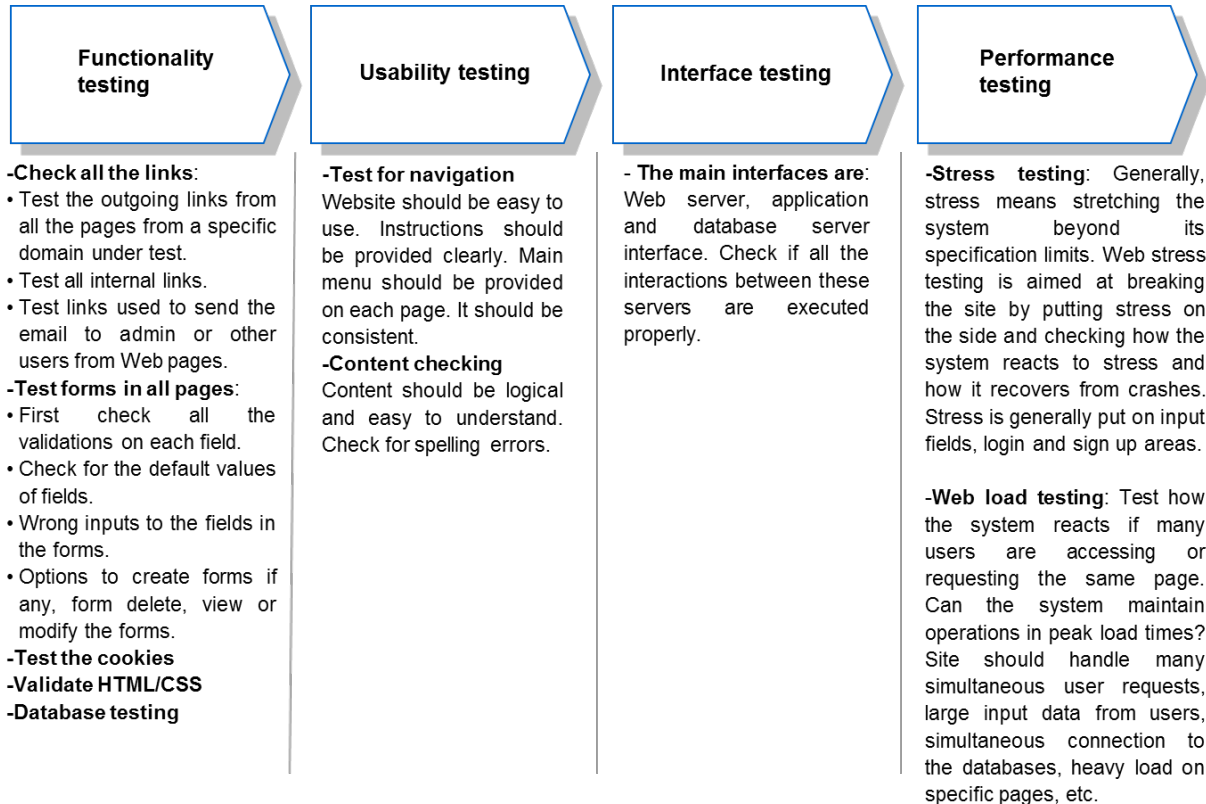 Functionality
testing
Usability testing
Interface testing
Performance
testing
-Check all the links:
• Test the outgoing links from
all the pages from a specific
domain under test.
• Test all internal links.
• Test links used to send the
email to admin or other
users from Web pages.
-Test forms in all pages:
• First check all the
validations on each field.
• Check for the default values
of fields.
• Wrong inputs to the fields in
the forms.
• Options to create forms if
any, form delete, view or
modify the forms.
-Test the cookies
-Validate HTML/CSS
-Database testing
-Test for navigation
Website should be easy to
use. Instructions should
be provided clearly. Main
menu should be provided
on each page. It should be
consistent.
-Content checking
Content should be logical
and easy to understand.
Check for spelling errors.
- The main interfaces are:
Web server, application
and database server
interface. Check if all the
interactions between these
servers are executed
properly.
-Stress testing: Generally,
stress means stretching the
system beyond its
specification limits. Web stress
testing is aimed at breaking
the site by putting stress on
the side and checking how the
system reacts to stress and
how it recovers from crashes.
Stress is generally put on input
fields, login and sign up areas.
-Web load testing: Test how
the system reacts if many
users are accessing or
requesting the same page.
Can the system maintain
operations in peak load times?
Site should handle many
simultaneous user requests,
large input data from users,
simultaneous connection to
the databases, heavy load on
specific pages, etc.